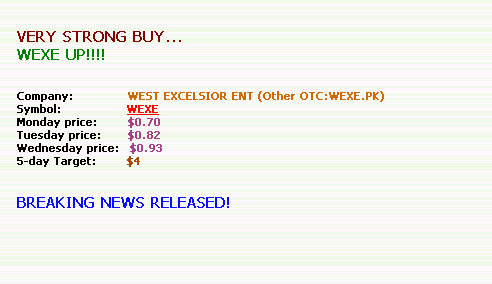 VERY STRONG BUY...
WEXE UP!!!!
Company: WEST EXCELSIOR ENT (Other OTC:WEXE.PK)
Symbol: WEXE
Monday price: $0.70
Tuesday price: $0.82
Wednesday price: $0.93
5-day Target: $4
BREAKING NEWS RELEASED!